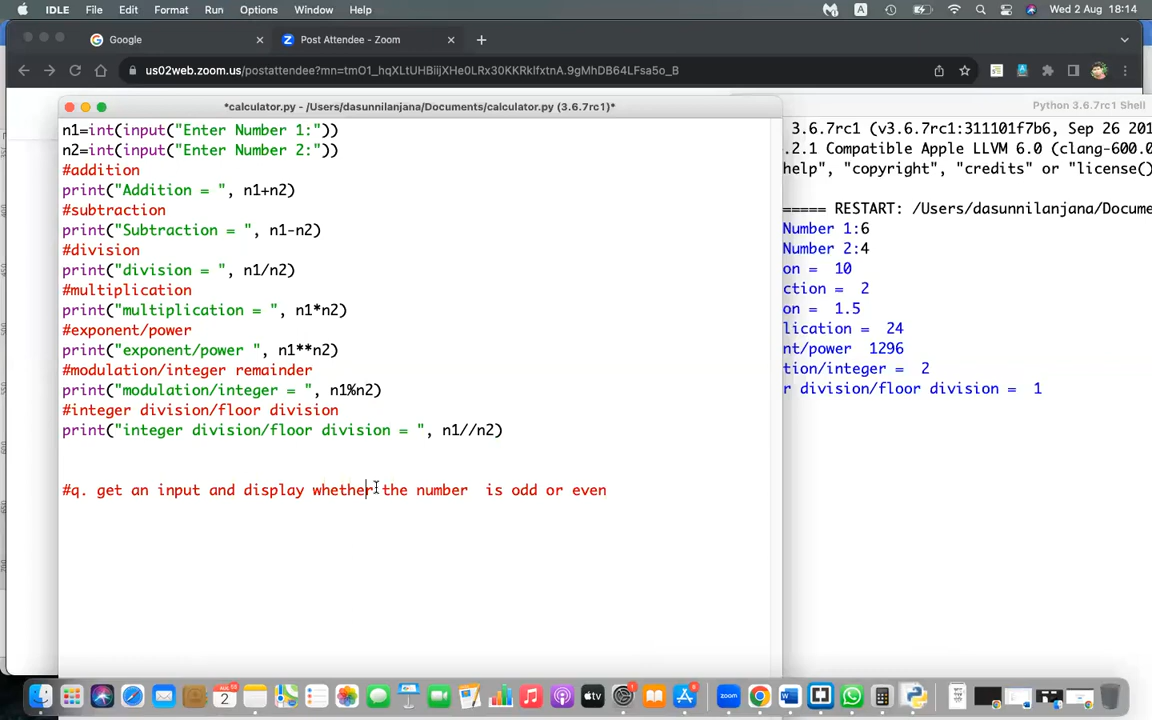 IDLE File Edit Format Run Options Window Help A Wed 2 Aug 18:14
Google Post Attendee - Zoom
us02web.zoom.us/postattendee?mn=tmO1_hqXLtUHBiijXHe0LRx30KKRklfxtnA.9gMhDB64LFsa5o_B
*calculator.py - /Users/dasunnilanjana/Documents/calculator.py (3.6.7rc1)*
n1=int(input("Enter Number 1:"))
n2=int(input("Enter Number 2:"))
#addition
print("Addition = ", n1+n2)
#subtraction
print("Subtraction = ", n1-n2)
#division
print("division = ", n1/n2)
#multiplication
print("multiplication = ", n1*n2)
#exponent/power
print("exponent/power ", n1**n2)
#modulation/integer remainder
print("modulation/integer = ", n1%n2)
#integer division/floor division
print("integer division/floor division = ", n1//n2)
#q. get an input and display whether the number  is odd or even
Python 3.6.7rc1 Shell
3.6.7rc1 (v3.6.7rc1:311101f7b6, Sep 26 201
.2.1 Compatible Apple LLVM 6.0 (clang-600.0
help", "copyright", "credits" or "license()
===== RESTART: /Users/dasunnilanjana/Docume
Number 1:6
Number 2:4
on =  10
ction =  2
on =  1.5
lication =  24
nt/power  1296
tion/integer =  2
r division/floor division =  1
zoom
tv